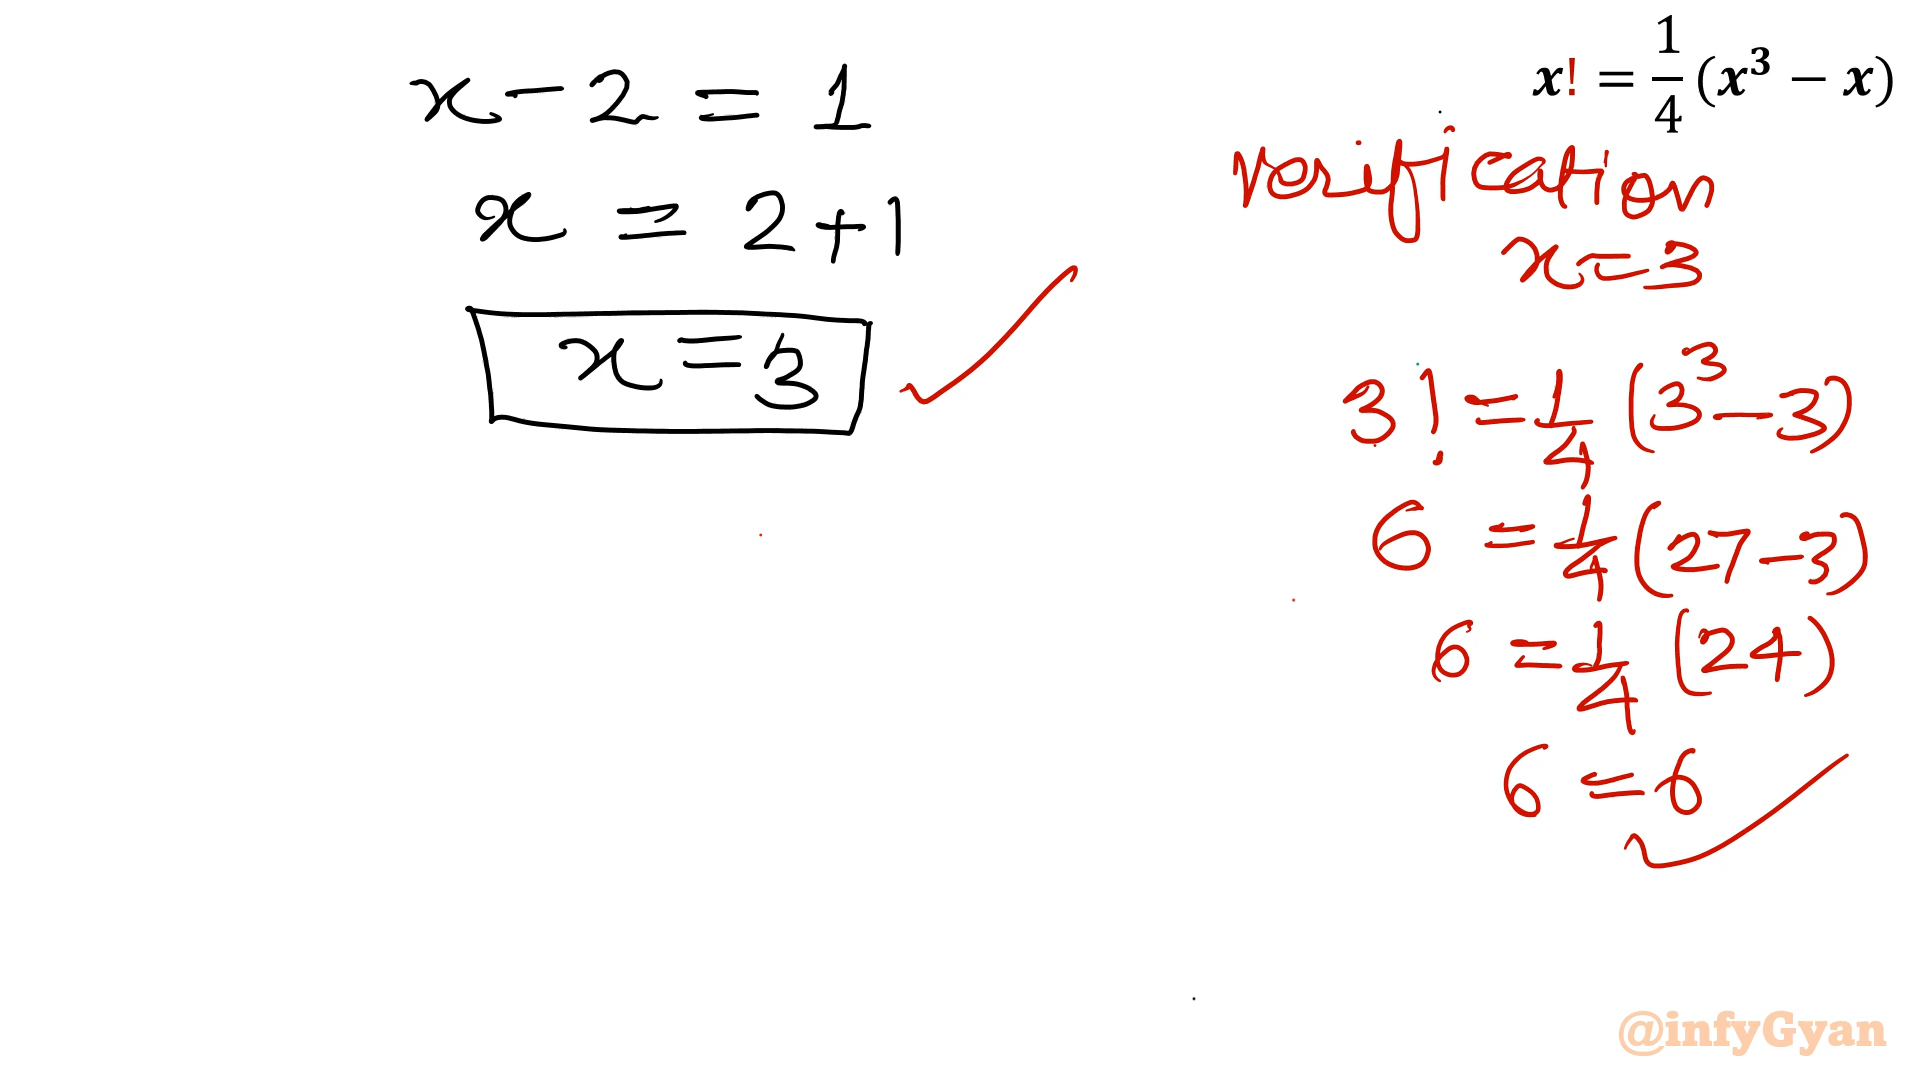 x - 2 = 1
x = 2 + 1
x = 3
x! = 1/4 (x³ − x)
verification
x = 3
3! = 1/4 (3³ - 3)
6 = 1/4 (27 - 3)
6 = 1/4 (24)
6 = 6
@infyGyan